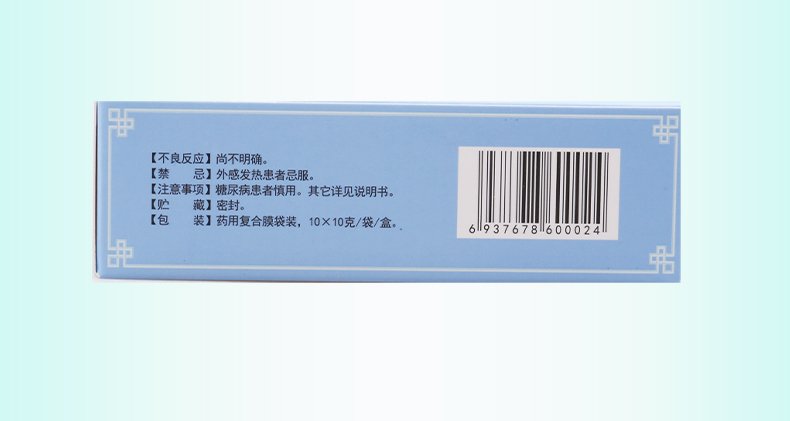 【不良反应】尚不明确。
【禁　　忌】外感发热患者忌服。
【注意事项】糖尿病患者慎用。其它详见说明书。
【贮　　藏】密封。
【包　　装】药用复合膜袋装，10×10克/袋/盒。
6 937678 600024